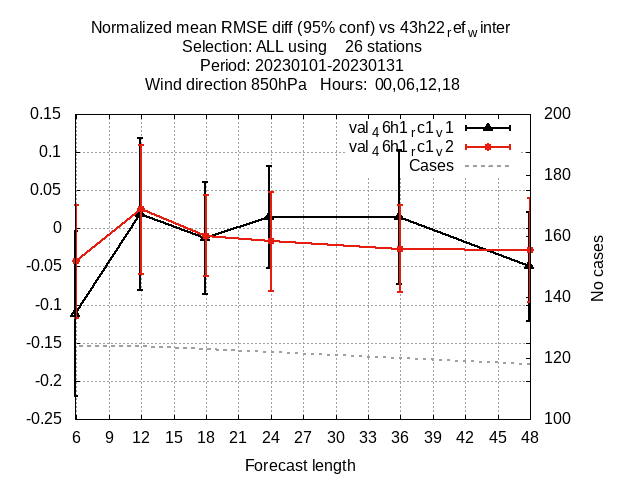 Normalized mean RMSE diff (95% conf) vs 43h22refwinter
Selection: ALL using 26 stations
Period: 20230101-20230131
Wind direction 850hPa Hours: 00,06,12,18
0.15
0.1
0.05
0
-0.05
-0.1
-0.15
-0.2
-0.25
val46h1rc1v1
val46h1rc1v2
Cases
200
180
160
140
120
100
No cases
6 9 12 15 18 21 24 27 30 33 36 39 42 45 48
Forecast length